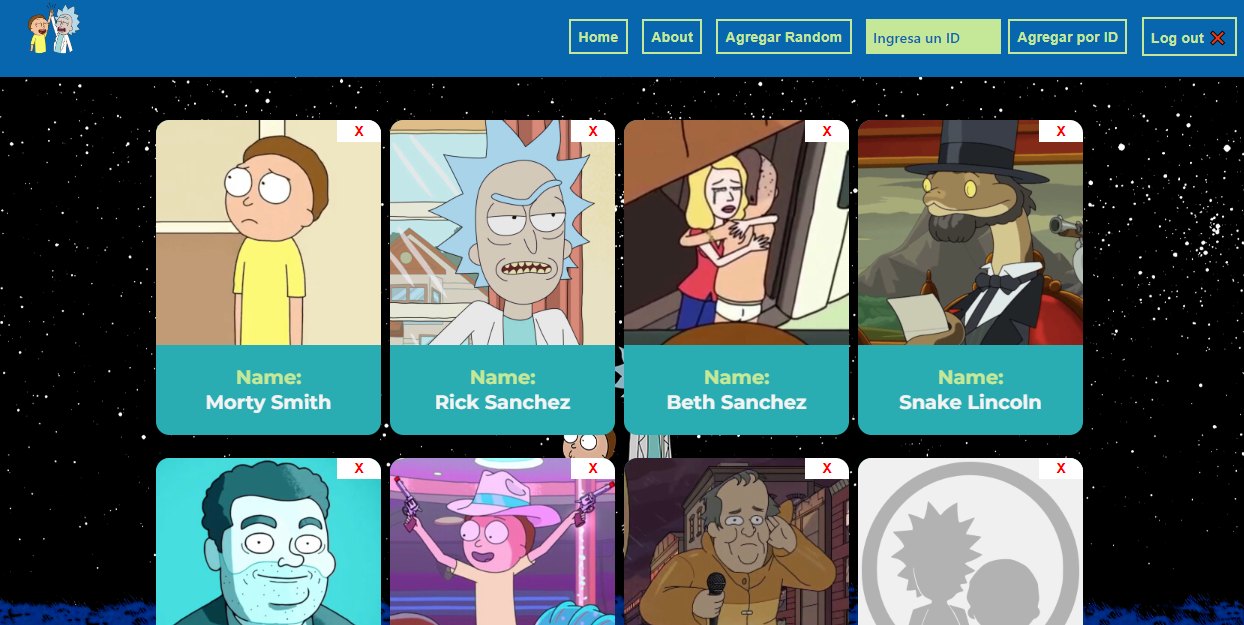 Home
About
Agregar Random
Ingresa un ID
Agregar por ID
Log out ❌
X
X
X
X
Name:
Morty Smith
Name:
Rick Sanchez
Name:
Beth Sanchez
Name:
Snake Lincoln
X
X
X
X